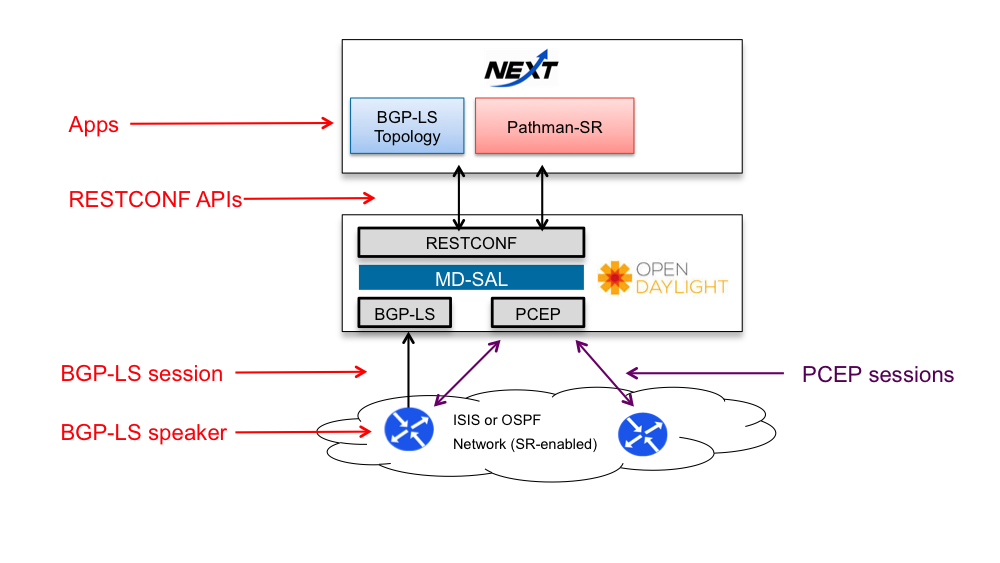 NEXT
BGP-LS
Topology
Pathman-SR
Apps
RESTCONF APIs
RESTCONF
MD-SAL
OPEN
DAYLIGHT
BGP-LS
PCEP
BGP-LS session
PCEP sessions
BGP-LS speaker
ISIS or OSPF
Network (SR-enabled)